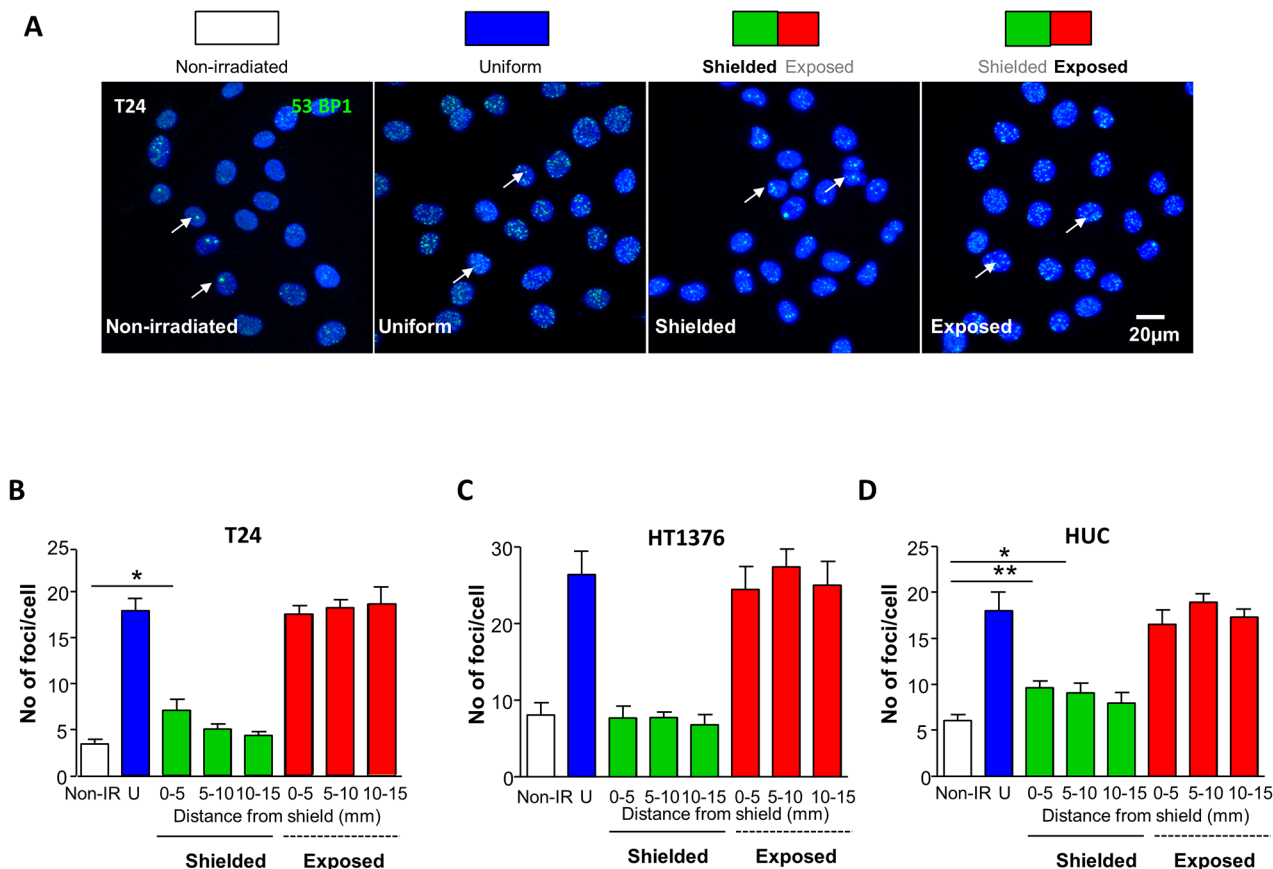 A
Non-irradiated
Uniform
Shielded Exposed
Shielded Exposed
T24
53 BP1
Non-irradiated
Uniform
Shielded
Exposed
20μm
B
T24
No of foci/cell
25
20
15
10
5
0
*
Non-IR U 0-5 5-10 10-15 0-5 5-10 10-15
Distance from shield (mm)
Shielded Exposed
C
HT1376
No of foci/cell
30
20
10
0
Non-IR U 0-5 5-10 10-15 0-5 5-10 10-15
Distance from shield (mm)
Shielded Exposed
D
HUC
No of foci/cell
25
20
15
10
5
0
*
**
Non-IR U 0-5 5-10 10-15 0-5 5-10 10-15
Distance from shield (mm)
Shielded Exposed